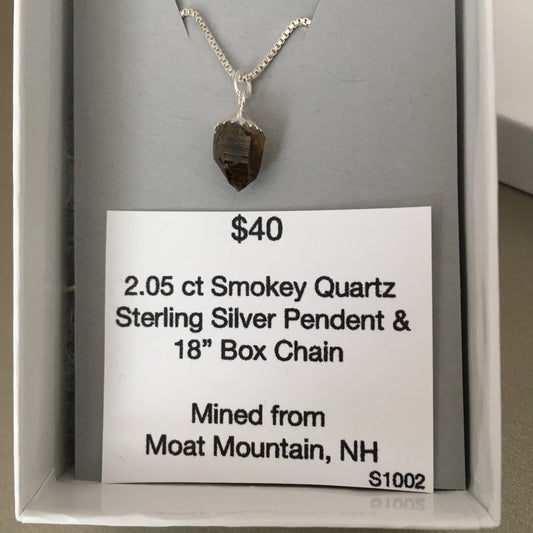 $40
2.05 ct Smokey Quartz
Sterling Silver Pendent &
18” Box Chain
Mined from
Moat Mountain, NH
S1002